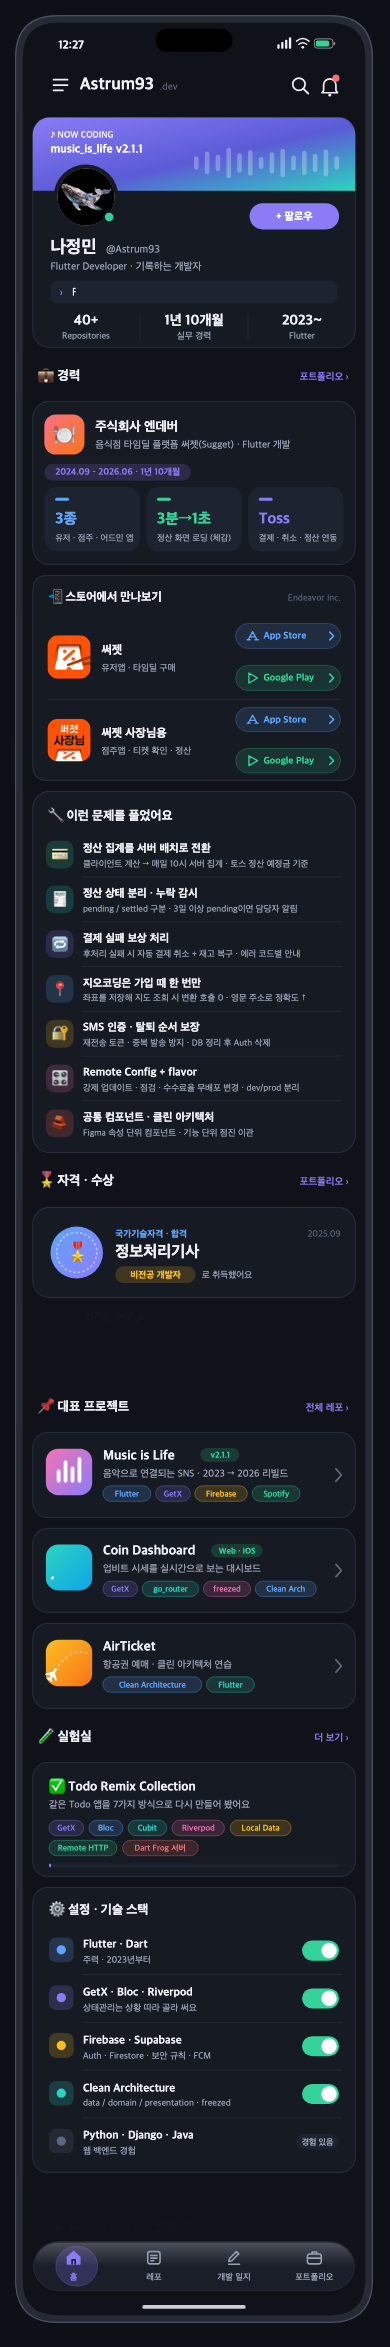 12:27
Astrum93 .dev
♪ NOW CODING
music_is_life v2.1.1
+ 팔로우
나정민 @Astrum93
Flutter Developer · 기록하는 개발자
› F
40+ 1년 10개월 2023~
Repositories 실무 경력 Flutter
경력 포트폴리오 ›
주식회사 엔데버
음식점 타임딜 플랫폼 써젯(Sugget) · Flutter 개발
2024.09 - 2026.06 · 1년 10개월
3종 3분→1초 Toss
유저 · 점주 · 어드민 앱 정산 화면 로딩 (체감) 결제 · 취소 · 정산 연동
스토어에서 만나보기 Endeavor Inc.
써젯
유저앱 · 타임딜 구매
App Store
Google Play
써젯
사장님
써젯 사장님용
점주앱 · 티켓 확인 · 정산
App Store
Google Play
이런 문제를 풀었어요
정산 집계를 서버 배치로 전환
클라이언트 계산 → 매일 10시 서버 집계 · 토스 정산 예정금 기준
정산 상태 분리 · 누락 감시
pending / settled 구분 · 3일 이상 pending이면 담당자 알림
결제 실패 보상 처리
후처리 실패 시 자동 결제 취소 + 재고 복구 · 에러 코드별 안내
지오코딩은 가입 때 한 번만
좌표를 저장해 지도 조회 시 변환 호출 0 · 영문 주소로 정확도 ↑
SMS 인증 · 탈퇴 순서 보장
재전송 토큰 · 중복 발송 방지 · DB 정리 후 Auth 삭제
Remote Config + flavor
강제 업데이트 · 점검 · 수수료율 무배포 변경 · dev/prod 분리
공통 컴포넌트 · 클린 아키텍처
Figma 속성 단위 컴포넌트 · 기능 단위 점진 이관
자격 · 수상 포트폴리오 ›
국가기술자격 · 합격 2025.09
정보처리기사
비전공 개발자 로 취득했어요
대표 프로젝트 전체 레포 ›
Music is Life v2.1.1
음악으로 연결되는 SNS · 2023 → 2026 리빌드
Flutter GetX Firebase Spotify
Coin Dashboard Web · iOS
업비트 시세를 실시간으로 보는 대시보드
GetX go_router freezed Clean Arch
AirTicket
항공권 예매 · 클린 아키텍처 연습
Clean Architecture Flutter
실험실 더 보기 ›
Todo Remix Collection
같은 Todo 앱을 7가지 방식으로 다시 만들어 봤어요
GetX Bloc Cubit Riverpod Local Data
Remote HTTP Dart Frog 서버
설정 · 기술 스택
Flutter · Dart
주력 · 2023년부터
GetX · Bloc · Riverpod
상태관리는 상황 따라 골라 써요
Firebase · Supabase
Auth · Firestore · 보안 규칙 · FCM
Clean Architecture
data / domain / presentation · freezed
Python · Django · Java
웹 백엔드 경험
경험 있음
홈 레포 개발 일지 포트폴리오